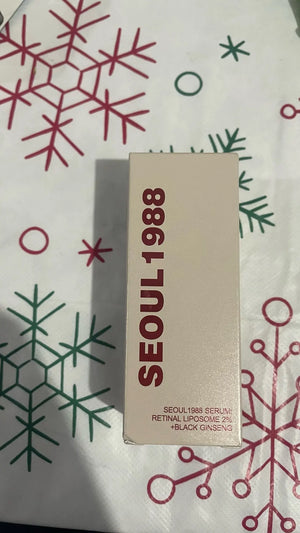 SEOUL1988
SEOUL1988 SERUM:
RETINAL LIPOSOME 2%
+BLACK GINSENG